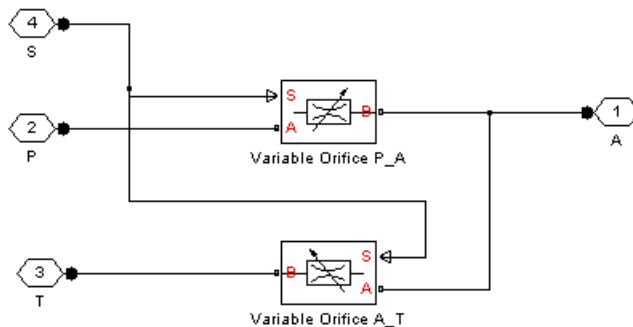 4
S
S
2
P
A
B
Variable Orifice P_A
1
A
S
3
T
B
A
Variable Orifice A_T